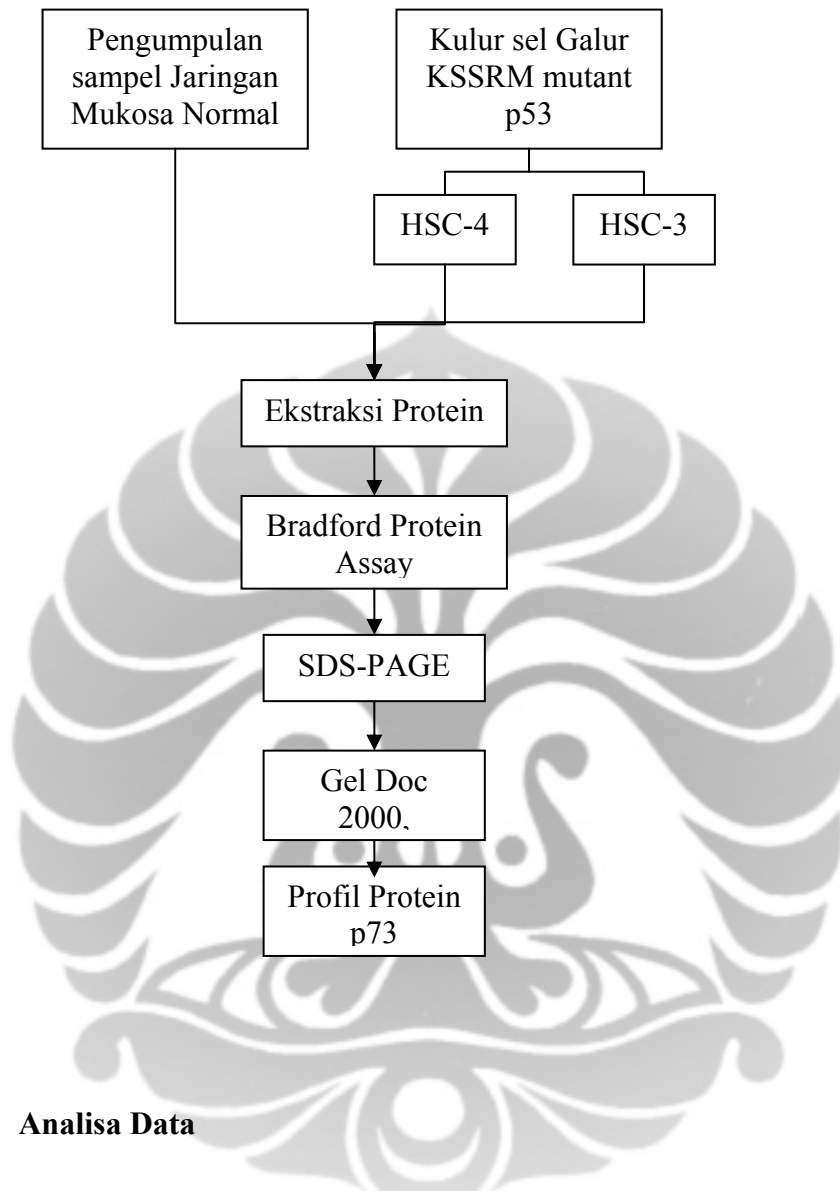 Pengumpulan
sampel Jaringan
Mukosa Normal
Kulur sel Galur
KSSRM mutant
p53
HSC-4
HSC-3
Ekstraksi Protein
Bradford Protein
Assay
SDS-PAGE
Gel Doc
2000,
Profil Protein
p73
Analisa Data